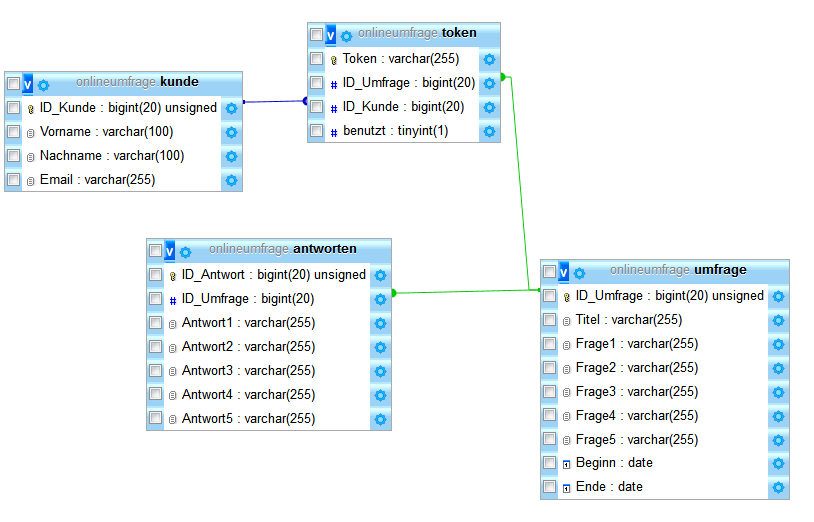 onlineumfrage token
Token : varchar(255)
ID_Umfrage : bigint(20)
ID_Kunde : bigint(20)
benutzt : tinyint(1)
onlineumfrage kunde
ID_Kunde : bigint(20) unsigned
Vorname : varchar(100)
Nachname : varchar(100)
Email : varchar(255)
onlineumfrage antworten
ID_Antwort : bigint(20) unsigned
ID_Umfrage : bigint(20)
Antwort1 : varchar(255)
Antwort2 : varchar(255)
Antwort3 : varchar(255)
Antwort4 : varchar(255)
Antwort5 : varchar(255)
onlineumfrage umfrage
ID_Umfrage : bigint(20) unsigned
Titel : varchar(255)
Frage1 : varchar(255)
Frage2 : varchar(255)
Frage3 : varchar(255)
Frage4 : varchar(255)
Frage5 : varchar(255)
Beginn : date
Ende : date